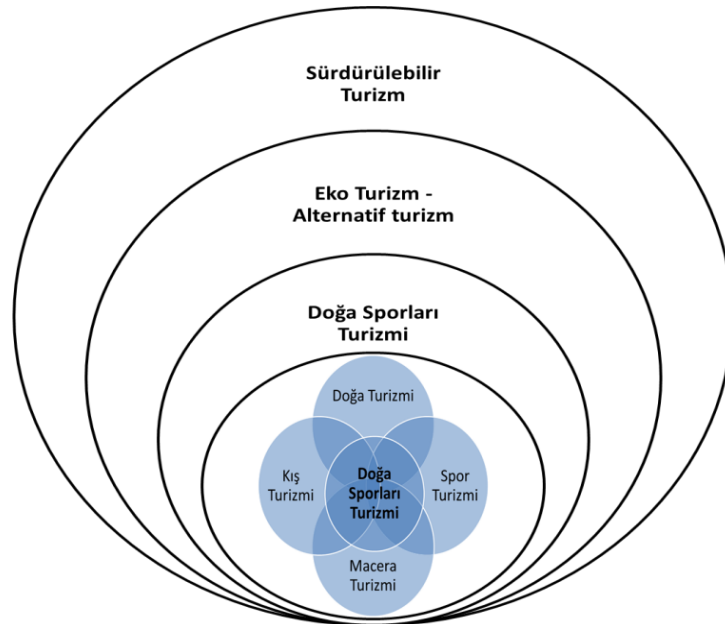 Sürdürülebilir
Turizm
Eko Turizm -
Alternatif turizm
Doğa Sporları
Turizmi
Doğa Turizmi
Kış
Turizmi
Doğa
Sporları
Turizmi
Spor
Turizmi
Macera
Turizmi